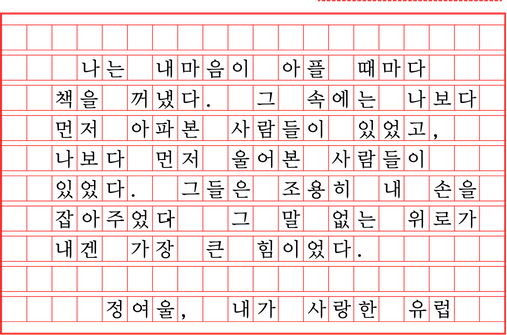 나는 내마음이 아플 때마다
책을 꺼냈다. 그 속에는 나보다
먼저 아파본 사람들이 있었고,
나보다 먼저 울어본 사람들이
있었다. 그들은 조용히 내 손을
잡아주었다 그 말 없는 위로가
내겐 가장 큰 힘이었다.
정여울, 내가 사랑한 유럽